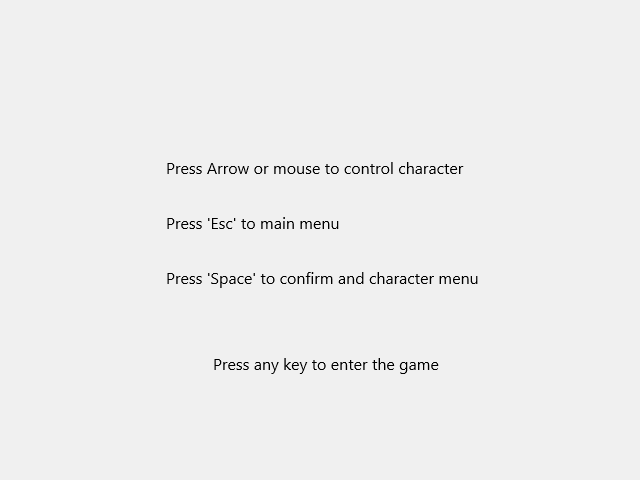 Press Arrow or mouse to control character
Press 'Esc' to main menu
Press 'Space' to confirm and character menu
Press any key to enter the game